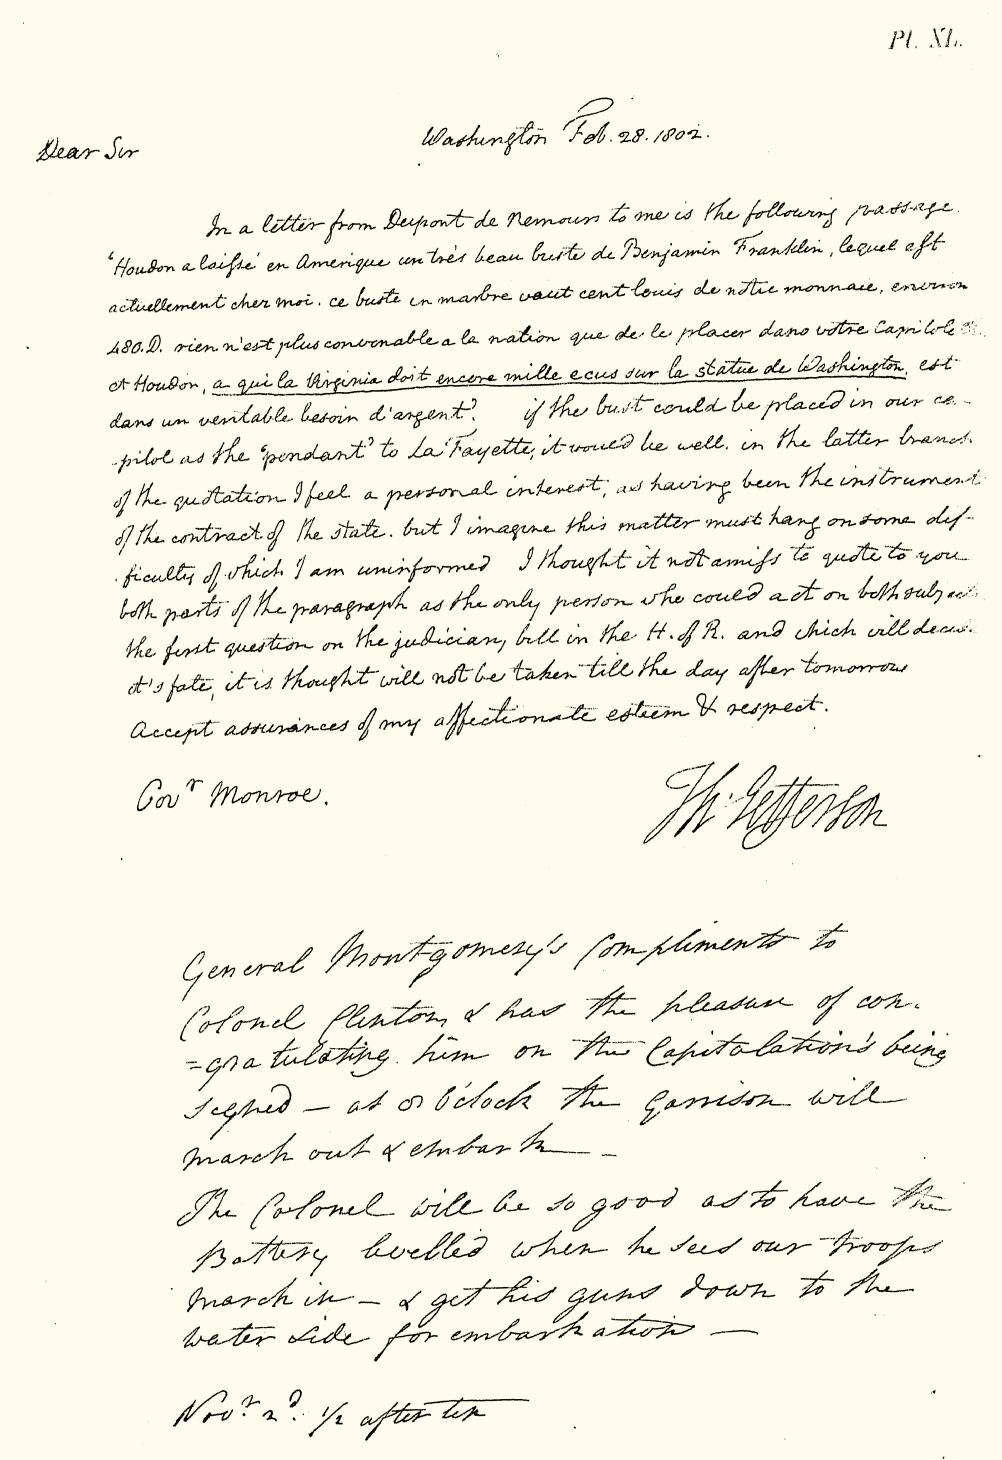 Pl. XL.
Washington Feb. 28. 1802.
Dear Sir
In a letter from Dupont de Nemours to me is the following passage
'Houdon a laissé en Amerique un trés beau buste de Benjamin Franklin, lequel est
actuellement chez moi. ce buste en marbre vaut cent louis de nôtre monnaie, environ
480. D. rien n'est plus convenable a la nation que de le placer dans votre Capitole
et Houdon, a qui la Virginia doit encore mille ecus sur la statue de Washington, est
dans un veritable besoin d'argent'. if the bust could be placed in our ca-
pitol as the 'pendant' to La Fayette, it would be well. in the latter branch
of the quotation I feel a personal interest, as having been the instrument
of the contract of the state. but I imagine this matter must hang on some dif-
ficulty of which I am uninformed I thought it not amiss to quote to you
both parts of the paragraph as the only person who could act on both subjects
the first question on the judiciary bill in the H. of R. and which will decide
it's fate, it is thought will not be taken till the day after tomorrow
Accept assurances of my affectionate esteem & respect.
Govr Monroe.
Th: Jefferson
General Montgomery's Compliments to
Colonel Clinton, & has the pleasure of con-
=gratulating him on the Capitulation's being
signed — at 8 o'Clock the Garrison will
march out & embark —
The Colonel will be so good as to have the
Battery levelled when he sees our troops
march in — & get his guns down to the
water side for embarkation —
Novr. 2d. 1/2 after ten